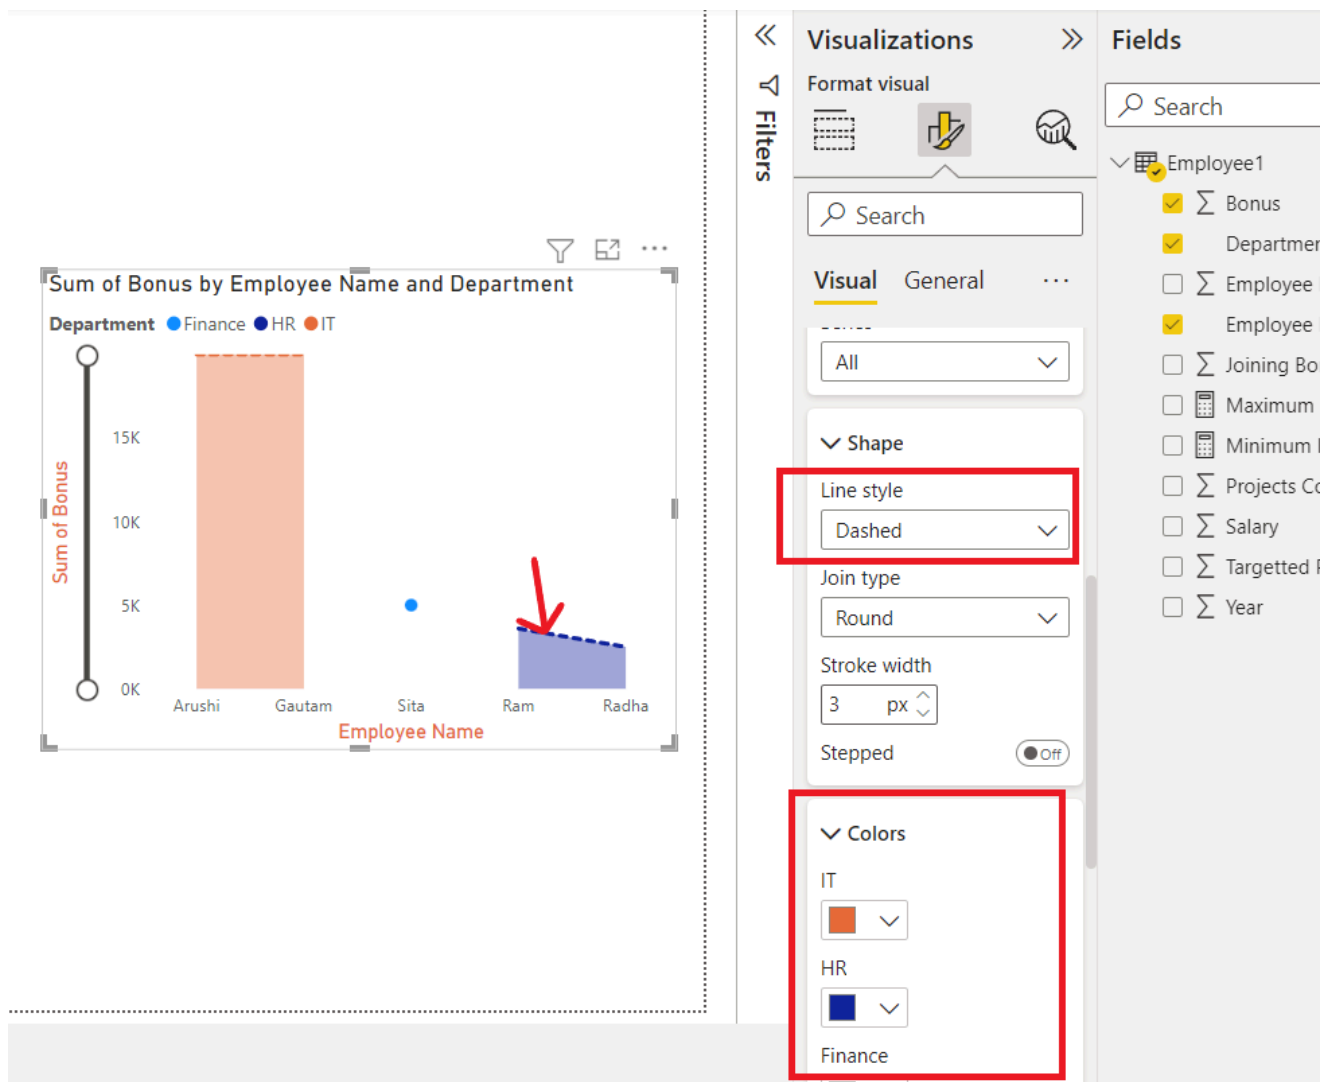 Sum of Bonus by Employee Name and Department
Department Finance HR IT
Sum of Bonus
15K
10K
5K
0K
Arushi Gautam Sita Ram Radha
Employee Name
Filters
Visualizations
Format visual
Search
Visual General ...
All
Shape
Line style
Dashed
Join type
Round
Stroke width
3 px
Stepped Off
Colors
IT
HR
Finance
Fields
Search
Employee1
Bonus
Departmen
Employee
Employee
Joining Bo
Maximum
Minimum
Projects Co
Salary
Targetted
Year